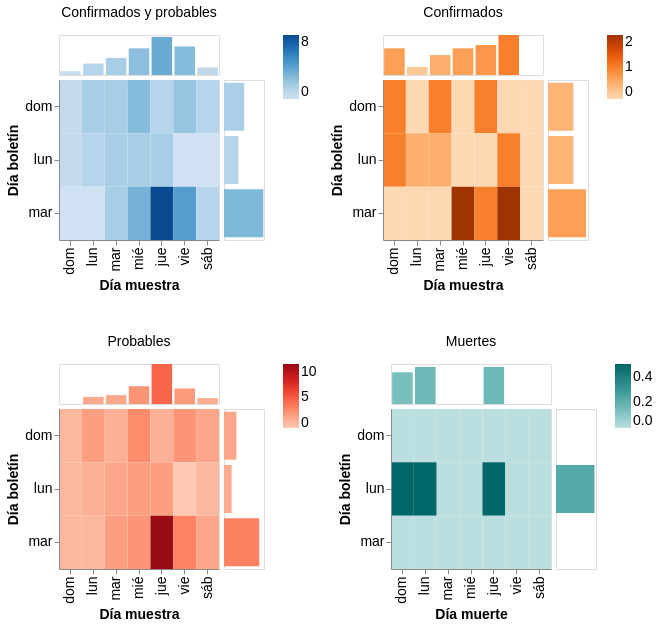 Confirmados y probables
8
0
Día boletín
dom
lun
mar
dom
lun
mar
mié
jue
vie
sáb
Día muestra
Confirmados
2
1
0
Día boletín
dom
lun
mar
dom
lun
mar
mié
jue
vie
sáb
Día muestra
Probables
10
5
0
Día boletín
dom
lun
mar
dom
lun
mar
mié
jue
vie
sáb
Día muestra
Muertes
0.4
0.2
0.0
Día boletín
dom
lun
mar
dom
lun
mar
mié
jue
vie
sáb
Día muerte